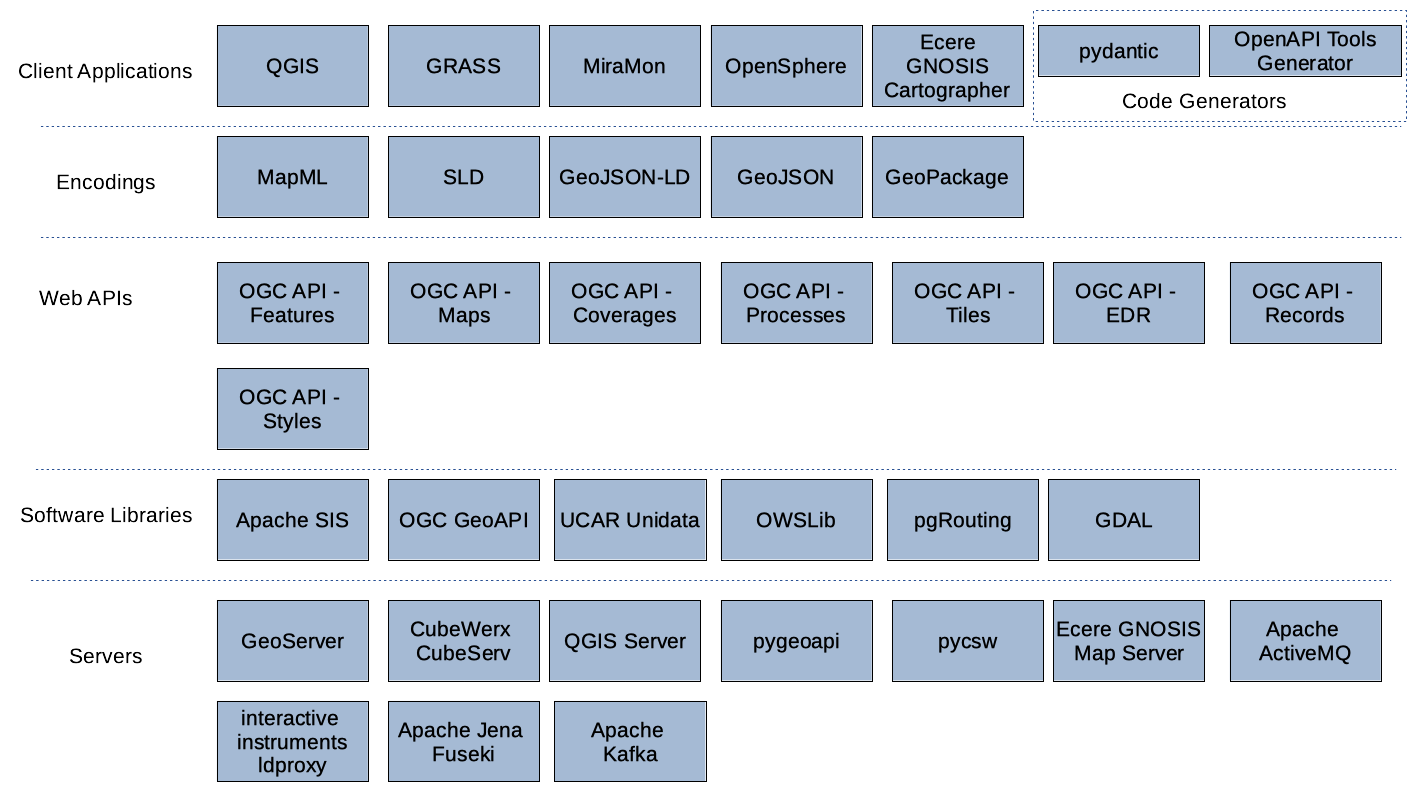 Client Applications
QGIS
GRASS
MiraMon
OpenSphere
Ecere
GNOSIS
Cartographer
pydantic
OpenAPI Tools
Generator
Code Generators
Encodings
MapML
SLD
GeoJSON-LD
GeoJSON
GeoPackage
Web APIs
OGC API -
Features
OGC API -
Maps
OGC API -
Coverages
OGC API -
Processes
OGC API -
Tiles
OGC API -
EDR
OGC API -
Records
OGC API -
Styles
Software Libraries
Apache SIS
OGC GeoAPI
UCAR Unidata
OWSLib
pgRouting
GDAL
Servers
GeoServer
CubeWerx
CubeServ
QGIS Server
pygeoapi
pycsw
Ecere GNOSIS
Map Server
Apache
ActiveMQ
interactive
instruments
ldproxy
Apache Jena
Fuseki
Apache
Kafka